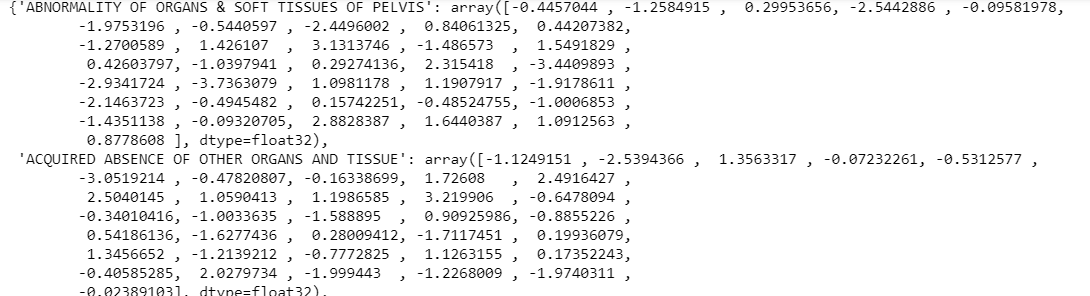 {'ABNORMALITY OF ORGANS & SOFT TISSUES OF PELVIS': array([-0.4457044 , -1.2584915 , 0.29953656, -2.5442886 , -0.09581978,
-1.9753196 , -0.5440597 , -2.4496002 , 0.84061325, 0.44207382,
-1.2700589 , 1.426107 , 3.1313746 , -1.486573 , 1.5491829 ,
0.42603797, -1.0397941 , 0.29274136, 2.315418 , -3.4409893 ,
-2.9341724 , -3.7363079 , 1.0981178 , 1.1907917 , -1.9178611 ,
-2.1463723 , -0.4945482 , 0.15742251, -0.48524755, -1.0006853 ,
-1.4351138 , -0.09320705, 2.8828387 , 1.6440387 , 1.0912563 ,
0.8778608 ], dtype=float32),
'ACQUIRED ABSENCE OF OTHER ORGANS AND TISSUE': array([-1.1249151 , -2.5394366 , 1.3563317 , -0.07232261, -0.5312577 ,
-3.0519214 , -0.47820807, -0.16338699, 1.72608 , 2.4916427 ,
2.5040145 , 1.0590413 , 1.1986585 , 3.219906 , -0.6478094 ,
-0.34010416, -1.0033635 , -1.588895 , 0.90925986, -0.8855226 ,
0.54186136, -1.6277436 , 0.28009412, -1.7117451 , 0.19936079,
1.3456652 , -1.2139212 , -0.7772825 , 1.1263155 , 0.17352243,
-0.40585285, 2.0279734 , -1.999443 , -1.2268009 , -1.9740311 ,
-0.02389103], dtype=float32),